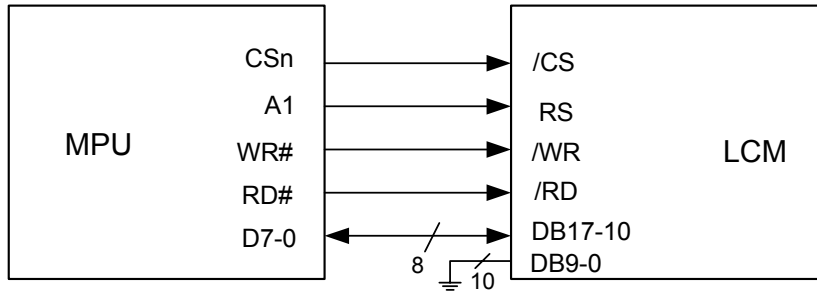 CSn /CS
A1 RS
MPU WR# /WR LCM
RD# /RD
D7-0 8 DB17-10
10 DB9-0